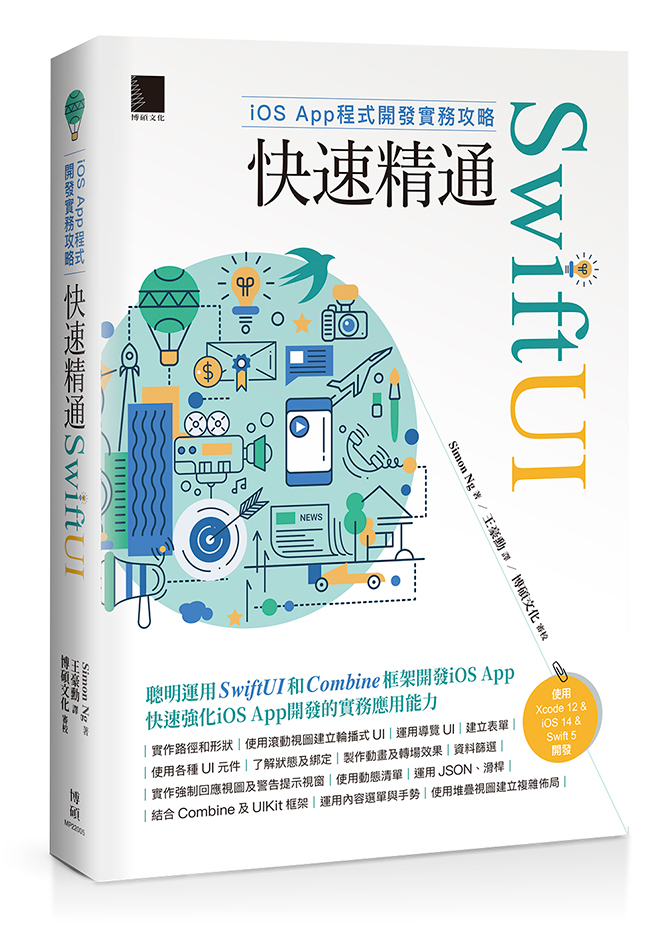 博碩文化
iOS App程式開發實務攻略
快速精通
SwiftUI
NEWS
$
Simon Ng 著／王豪勳 譯／博碩文化 審校
聰明運用SwiftUI和Combine框架開發iOS App
快速強化iOS App開發的實務應用能力
｜實作路徑和形狀｜使用滾動視圖建立輪播式UI｜運用導覽UI｜建立表單｜
｜使用各種UI元件｜了解狀態及綁定｜製作動畫及轉場效果｜資料篩選｜
｜實作強制回應視圖及警告提示視窗｜使用動態清單｜運用JSON、滑桿｜
｜結合Combine及UIKit框架｜運用內容選單與手勢｜使用堆疊視圖建立複雜佈局｜
使用
Xcode 12 &
iOS 14 &
Swift 5
開發
iOS App程式
開發實務攻略
快速精通SwiftUI
Simon Ng 著
王豪勳 譯
博碩文化 審校
博碩
MP22005